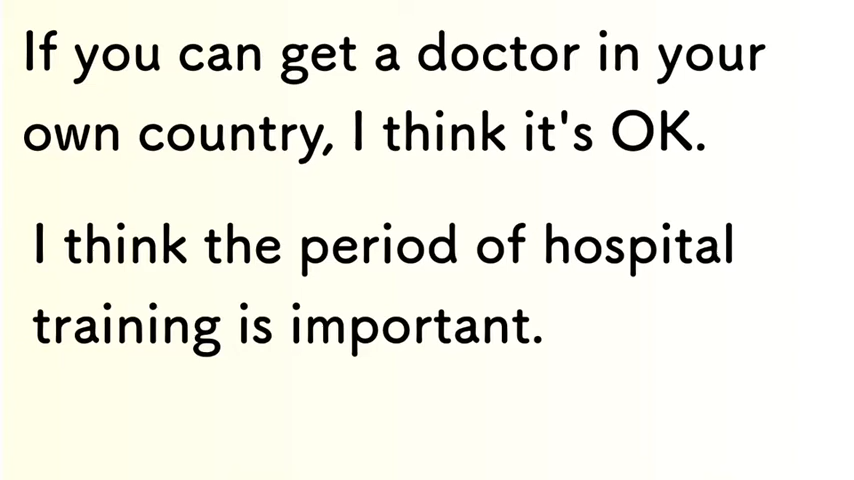 If you can get a doctor in your
own country, I think it's OK.
I think the period of hospital
training is important.